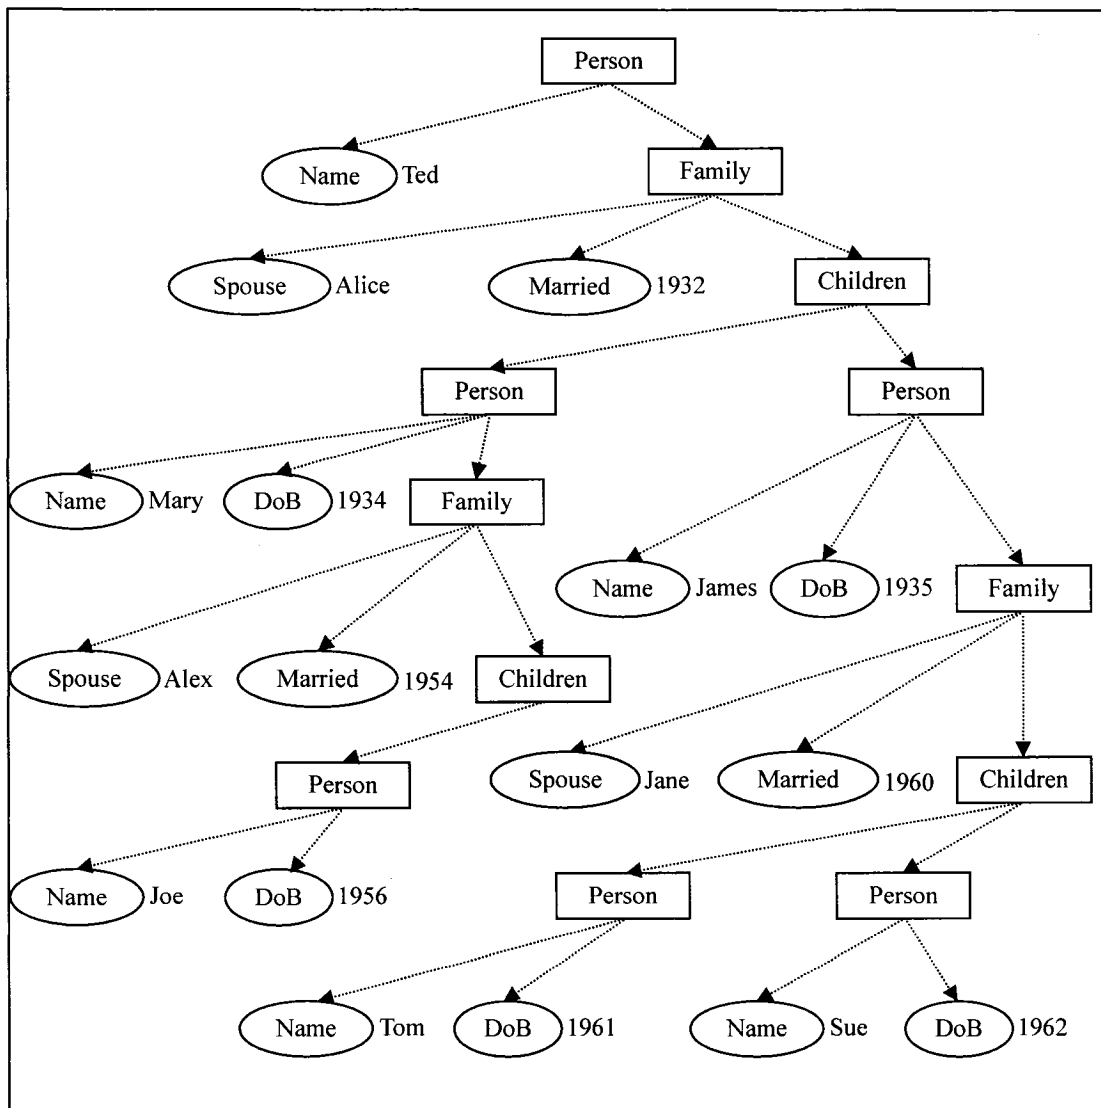 Person
Name Ted
Family
Spouse Alice
Married 1932
Children
Person
Person
Name Mary
DoB 1934
Family
Name James
DoB 1935
Family
Spouse Alex
Married 1954
Children
Person
Spouse Jane
Married 1960
Children
Name Joe
DoB 1956
Person
Person
Name Tom
DoB 1961
Name Sue
DoB 1962